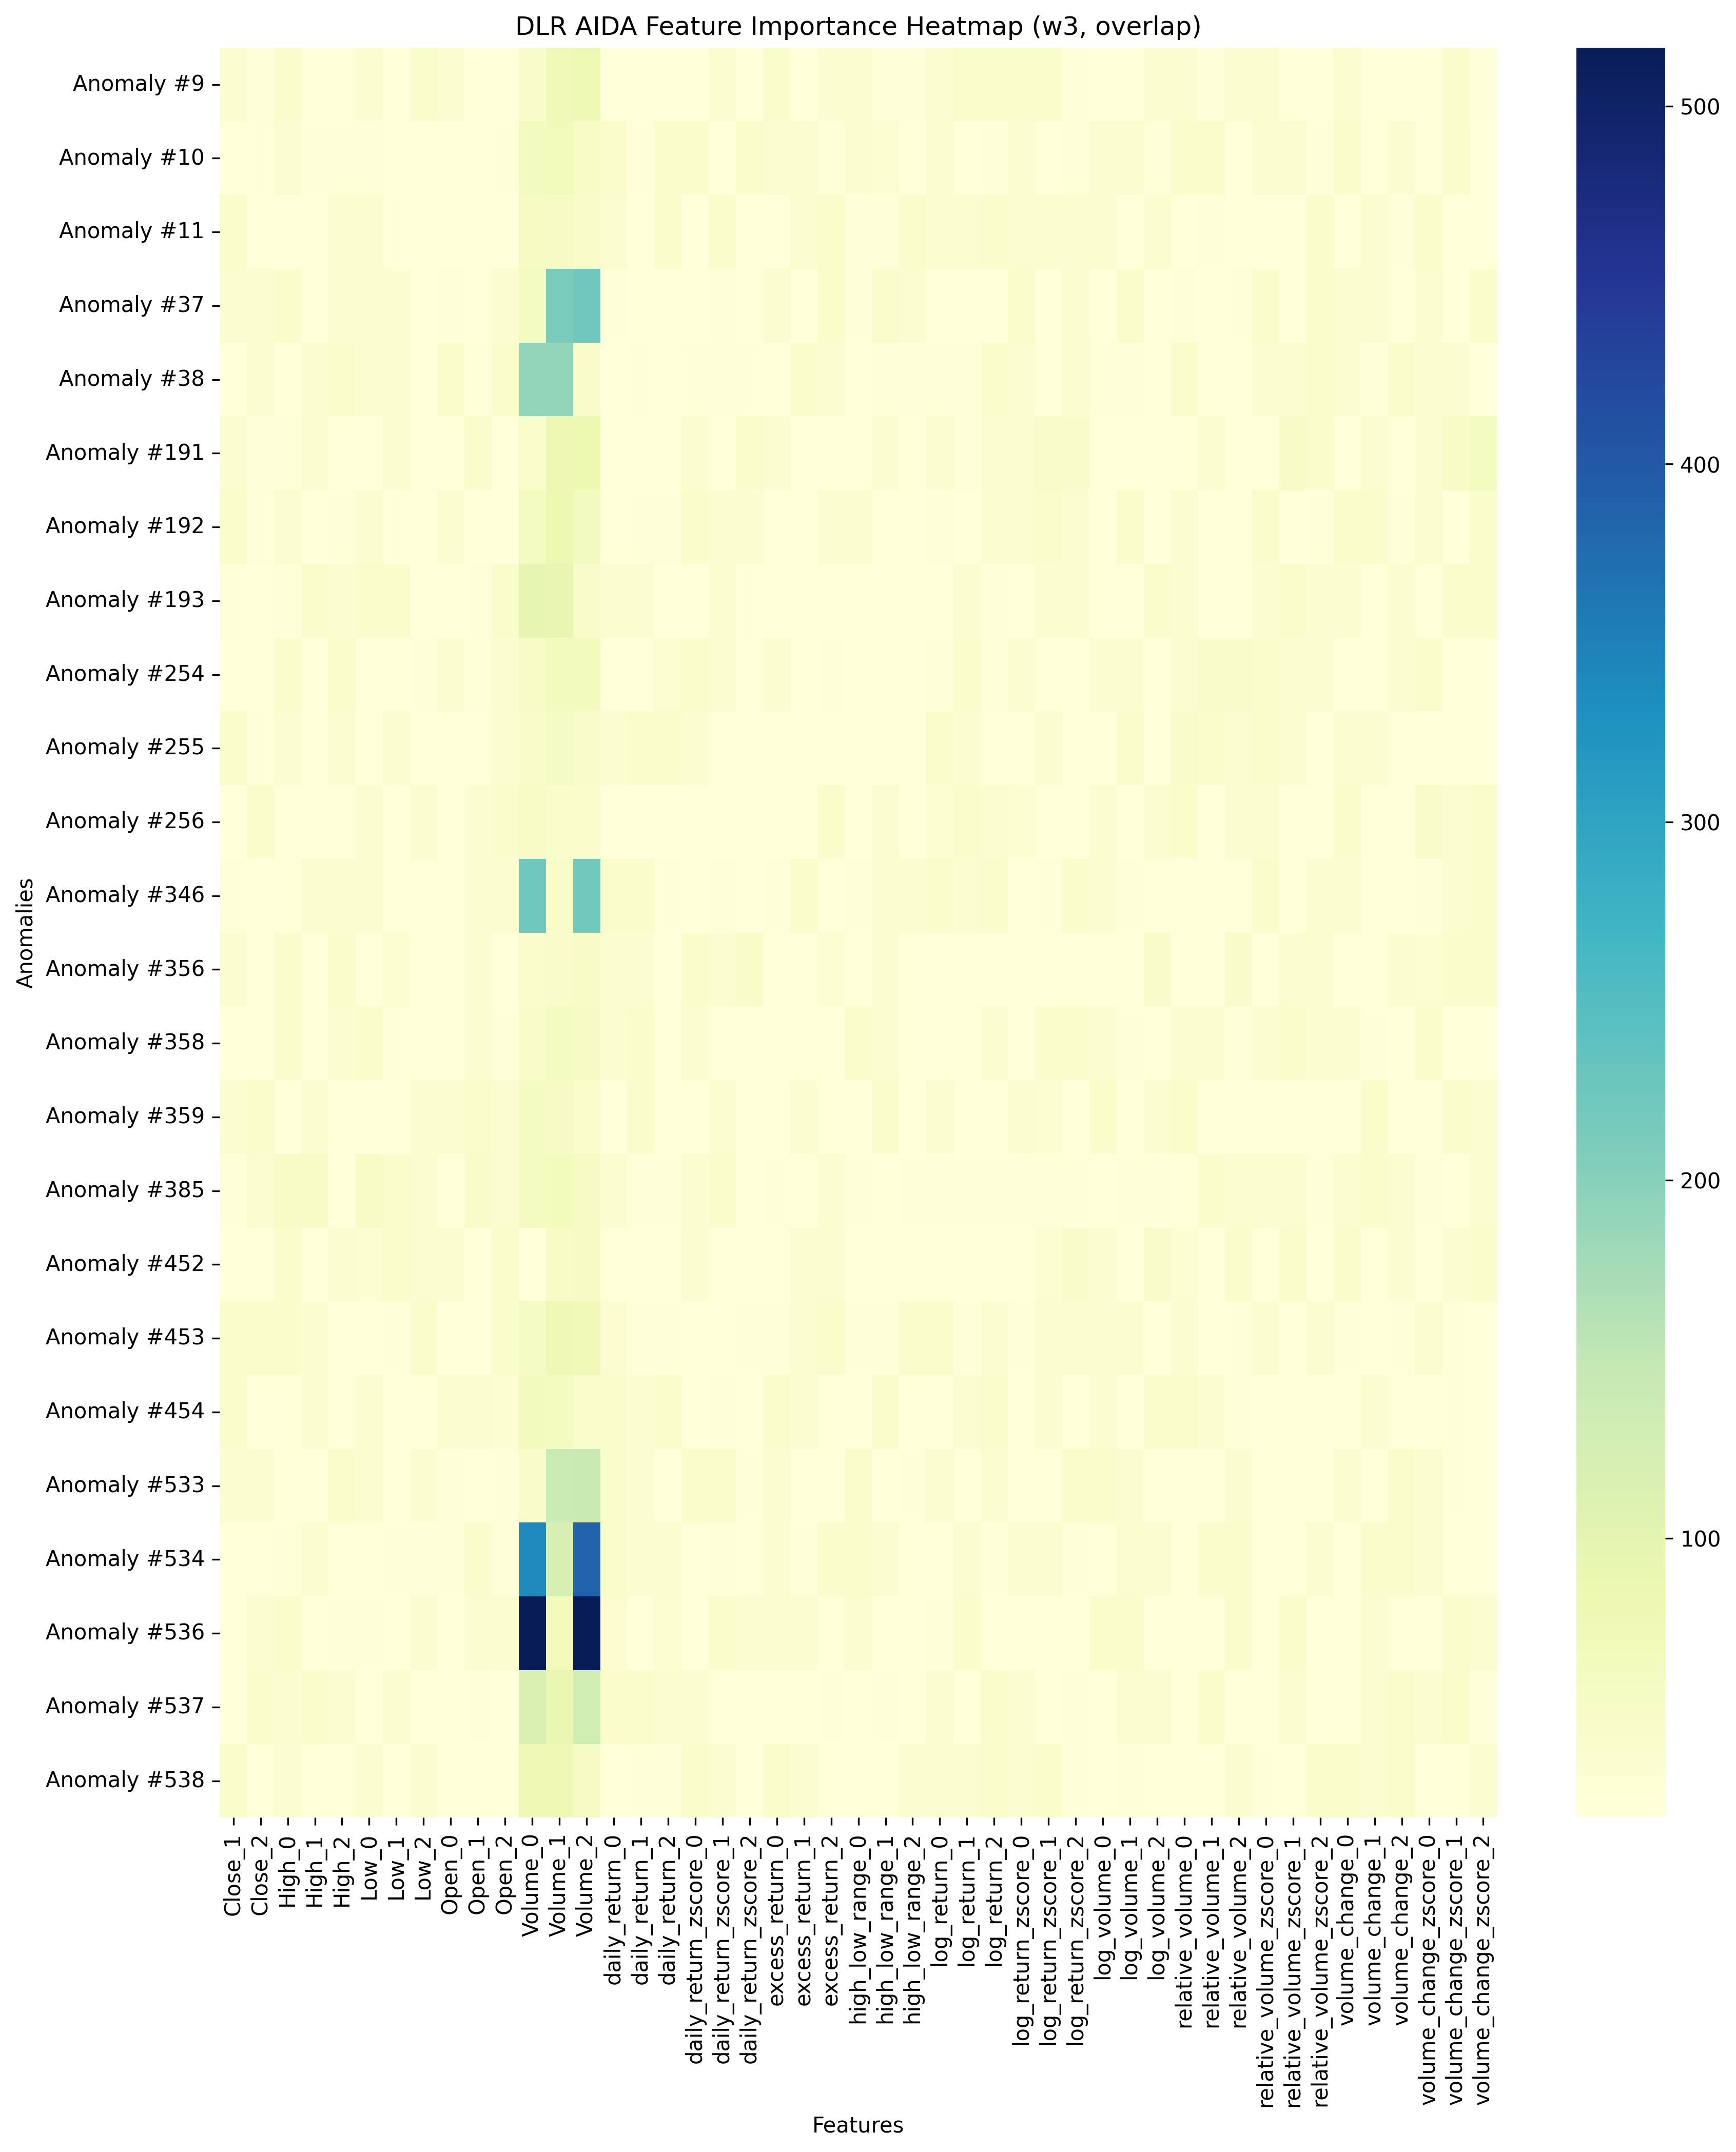 DLR AIDA Feature Importance Heatmap (w3, overlap)
Anomalies
Anomaly #9
Anomaly #10
Anomaly #11
Anomaly #37
Anomaly #38
Anomaly #191
Anomaly #192
Anomaly #193
Anomaly #254
Anomaly #255
Anomaly #256
Anomaly #346
Anomaly #356
Anomaly #358
Anomaly #359
Anomaly #385
Anomaly #452
Anomaly #453
Anomaly #454
Anomaly #533
Anomaly #534
Anomaly #536
Anomaly #537
Anomaly #538
Close_1
Close_2
High_0
High_1
High_2
Low_0
Low_1
Low_2
Open_0
Open_1
Open_2
Volume_0
Volume_1
Volume_2
daily_return_0
daily_return_1
daily_return_2
daily_return_zscore_0
daily_return_zscore_1
daily_return_zscore_2
excess_return_0
excess_return_1
excess_return_2
high_low_range_0
high_low_range_1
high_low_range_2
log_return_0
log_return_1
log_return_2
log_return_zscore_0
log_return_zscore_1
log_return_zscore_2
log_volume_0
log_volume_1
log_volume_2
relative_volume_0
relative_volume_1
relative_volume_2
relative_volume_zscore_0
relative_volume_zscore_1
relative_volume_zscore_2
volume_change_0
volume_change_1
volume_change_2
volume_change_zscore_0
volume_change_zscore_1
volume_change_zscore_2
Features
500
400
300
200
100